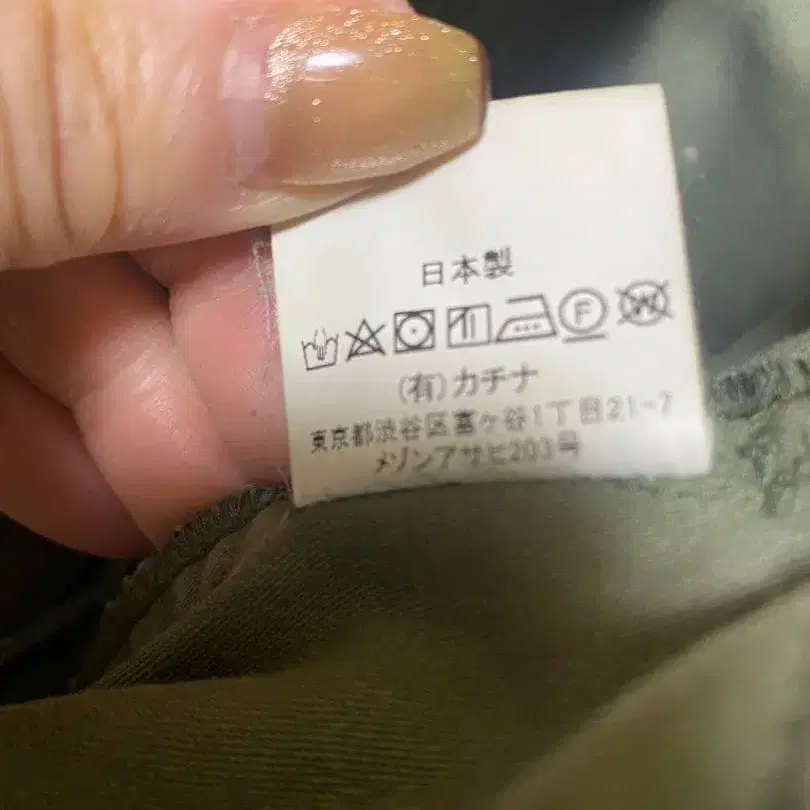 日本製
F W
(有)カチナ
東京都渋谷区富ヶ谷1丁目21-7
メゾンアサヒ203号